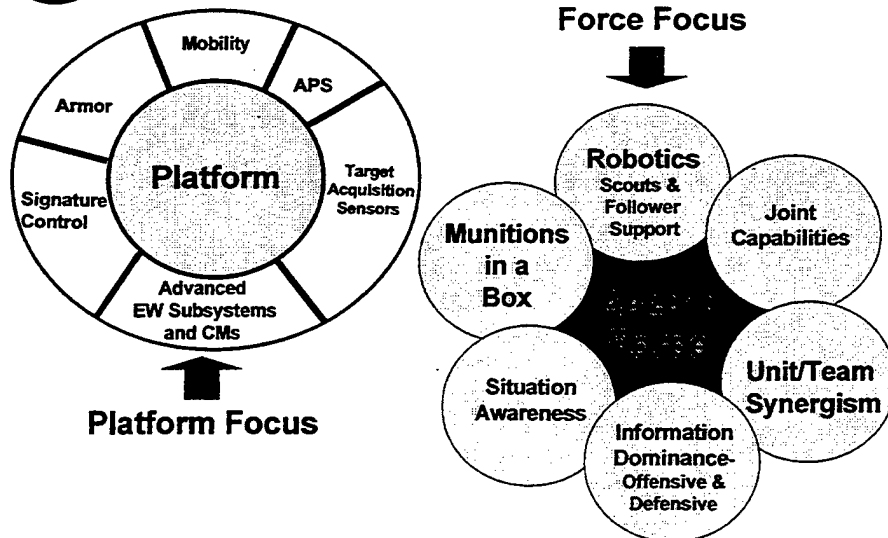 Mobility
APS
Armor
Platform
Target
Acquisition
Sensors
Signature
Control
Advanced
EW Subsystems
and CMs
Platform Focus
Force Focus
Robotics
Scouts &
Follower
Support
Joint
Capabilities
Munitions
in a
Box
Situation
Awareness
Unit/Team
Synergism
Information
Dominance-
Offensive &
Defensive